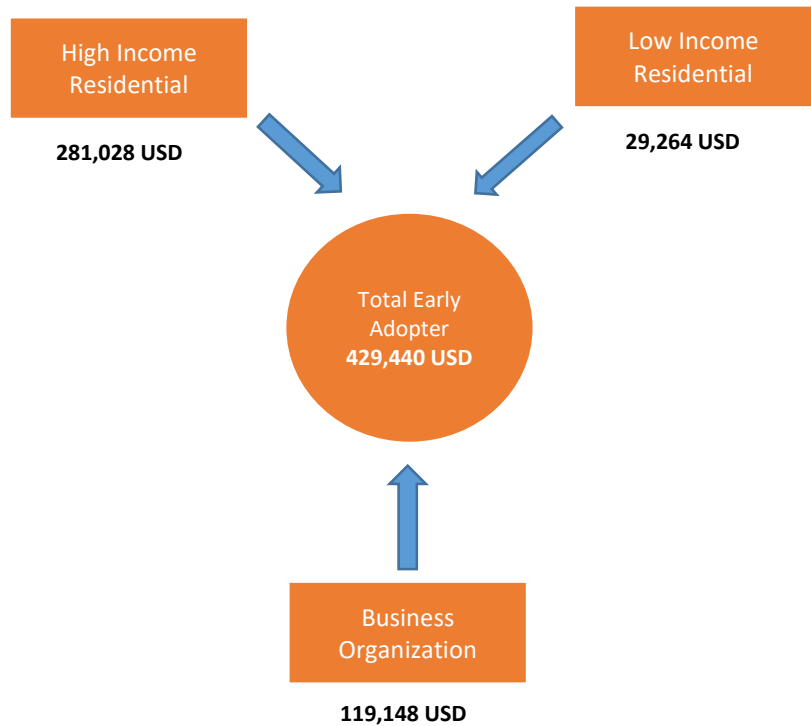 High Income
Residential
281,028 USD
Low Income
Residential
29,264 USD
Total Early
Adopter
429,440 USD
Business
Organization
119,148 USD